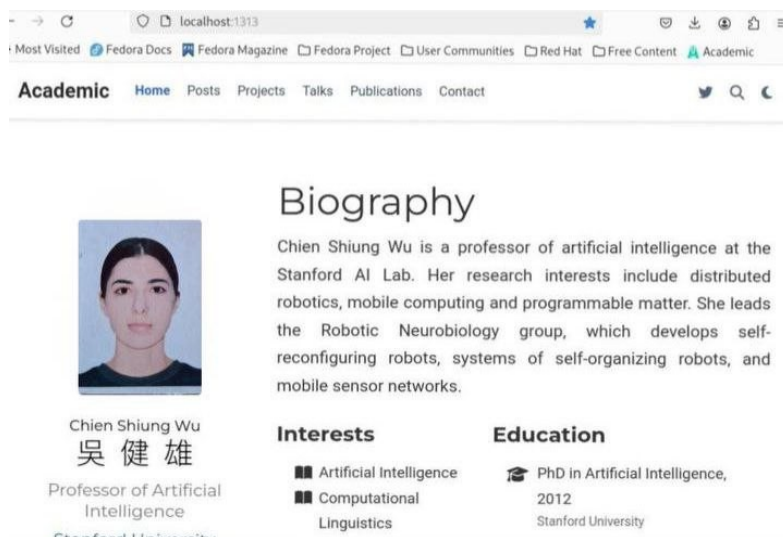 localhost:1313
Most Visited Fedora Docs Fedora Magazine Fedora Project User Communities Red Hat Free Content Academic
Academic Home Posts Projects Talks Publications Contact
Biography
Chien Shiung Wu is a professor of artificial intelligence at the
Stanford AI Lab. Her research interests include distributed
robotics, mobile computing and programmable matter. She leads
the Robotic Neurobiology group, which develops self-
reconfiguring robots, systems of self-organizing robots, and
mobile sensor networks.
Chien Shiung Wu
吳健雄
Professor of Artificial
Intelligence
Stanford University
Interests
Artificial Intelligence
Computational
Linguistics
Education
PhD in Artificial Intelligence,
2012
Stanford University